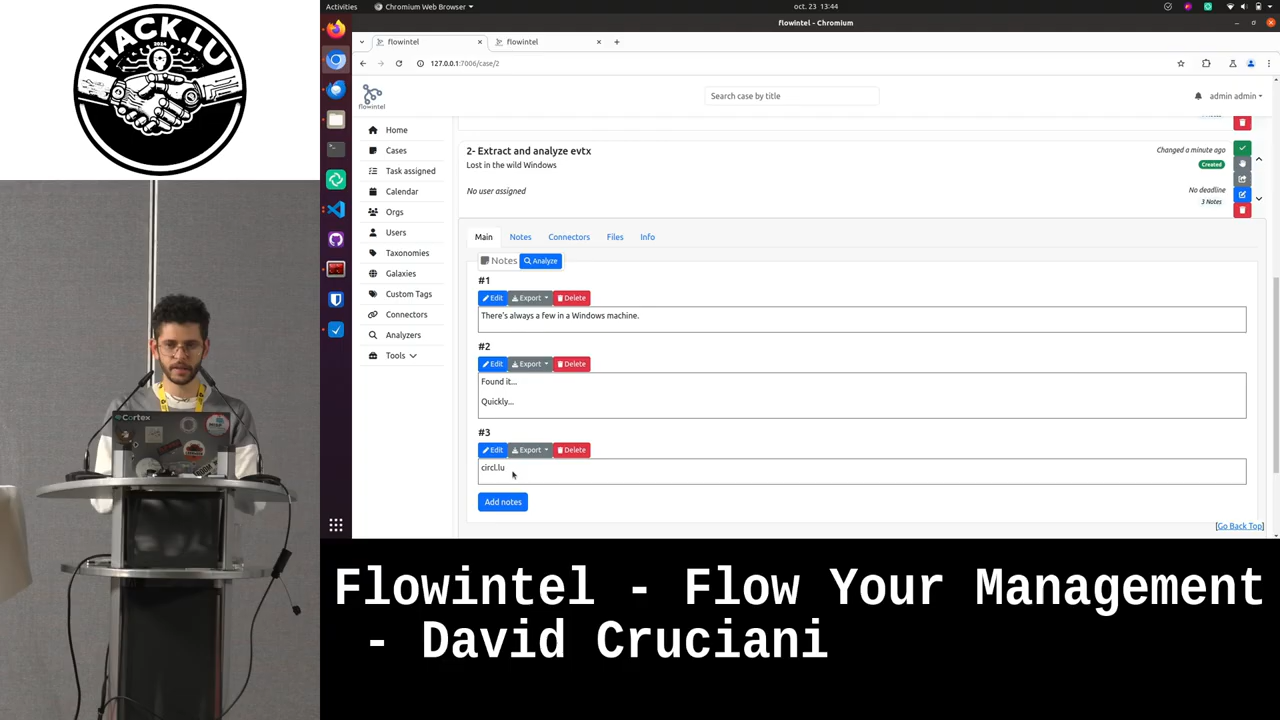 HACK.LU
2024
Cortex
Activities
Chromium Web Browser
oct. 23 13:44
flowintel - Chromium
flowintel
flowintel
127.0.0.1:7006/case/2
flowintel
Search case by title
admin admin
Home
Cases
Task assigned
Calendar
Orgs
Users
Taxonomies
Galaxies
Custom Tags
Connectors
Analyzers
Tools
2- Extract and analyze evtx
Lost in the wild Windows
No user assigned
Changed a minute ago
Created
No deadline
3 Notes
Main
Notes
Connectors
Files
Info
Notes
Analyze
#1
Edit
Export
Delete
There's always a few in a Windows machine.
#2
Edit
Export
Delete
Found it...
Quickly...
#3
Edit
Export
Delete
circl.lu
Add notes
[Go Back Top]
Flowintel - Flow Your Management
- David Cruciani